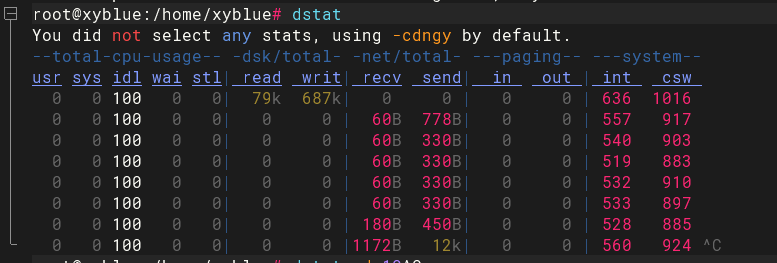 root@xyblue:/home/xyblue# dstat
You did not select any stats, using -cdngy by default.
--total-cpu-usage-- -dsk/total- -net/total- ---paging-- ---system--
usr sys idl wai stl| read  writ| recv  send|  in   out | int   csw
  0   0 100   0   0|  79k  687k|   0     0 |   0     0 | 636  1016
  0   0 100   0   0|   0     0 |  60B  778B|   0     0 | 557   917
  0   0 100   0   0|   0     0 |  60B  330B|   0     0 | 540   903
  0   0 100   0   0|   0     0 |  60B  330B|   0     0 | 519   883
  0   0 100   0   0|   0     0 |  60B  330B|   0     0 | 532   910
  0   0 100   0   0|   0     0 |  60B  330B|   0     0 | 533   897
  0   0 100   0   0|   0     0 | 180B  450B|   0     0 | 528   885
  0   0 100   0   0|   0     0 |1172B   12k|   0     0 | 560   924 ^C